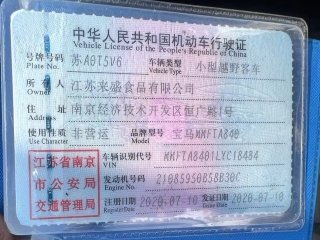 中华人民共和国机动车行驶证
Vehicle License of the People's Republic of China
号牌号码 苏A0T5V6 车辆类型 小型越野客车
Plate No. Vehicle Type
所有人 江苏来盛食品有限公司
Owner
住址 南京经济技术开发区恒广路1号
Address
使用性质 非营运 品牌型号 宝马WMFTA840
Use Character Model
江苏省南京市公安局交通管理局
车辆识别代号 WMFTA8401LYC18484
VIN
发动机号码 21085950B58B30C
Engine No.
注册日期 2020-07-10 发证日期 2020-07-10
Register Date Issue Date